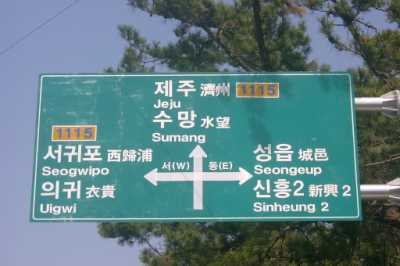 제주 濟州 1115
Jeju
수망 水望
Sumang
1115
서귀포 西歸浦
Seogwipo
의귀 衣貴
Uigwi
서(W) 동(E)
성읍 城邑
Seongeup
신흥2 新興 2
Sinheung 2